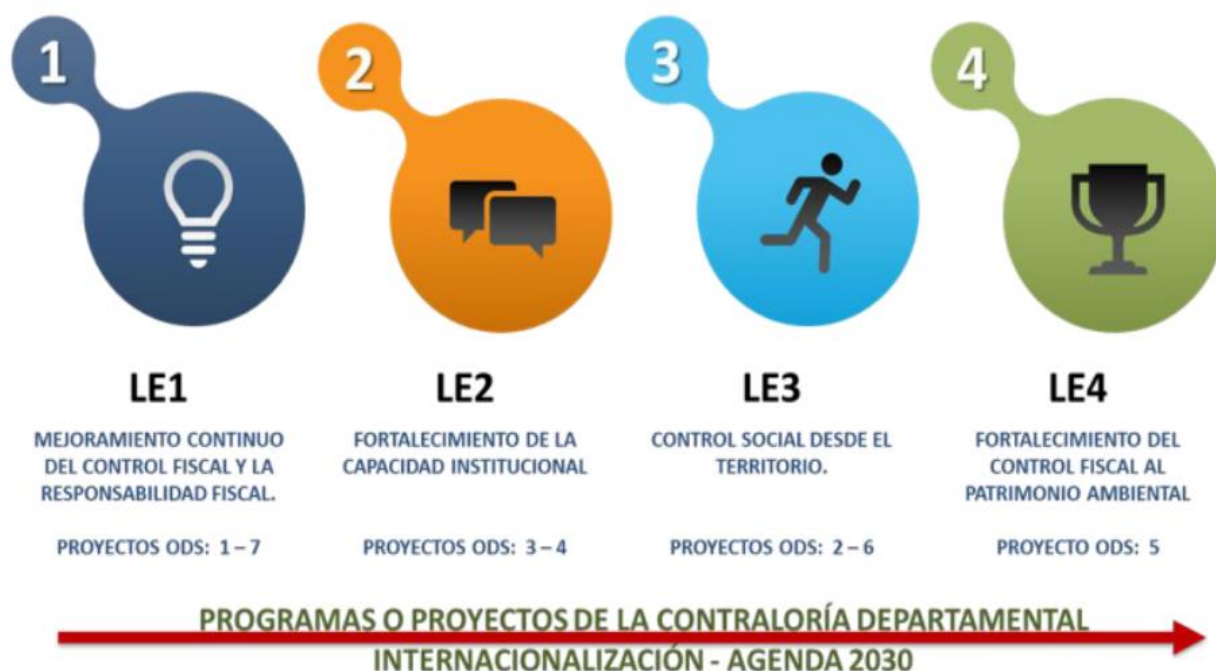 1
2
3
4
LE1
MEJORAMIENTO CONTINUO
DEL CONTROL FISCAL Y LA
RESPONSABILIDAD FISCAL.
PROYECTOS ODS: 1 – 7
LE2
FORTALECIMIENTO DE LA
CAPACIDAD INSTITUCIONAL
PROYECTOS ODS: 3 – 4
LE3
CONTROL SOCIAL DESDE EL
TERRITORIO.
PROYECTOS ODS: 2 – 6
LE4
FORTALECIMIENTO DEL
CONTROL FISCAL AL
PATRIMONIO AMBIENTAL
PROYECTO ODS: 5
PROGRAMAS O PROYECTOS DE LA CONTRALORÍA DEPARTAMENTAL
INTERNACIONALIZACIÓN - AGENDA 2030